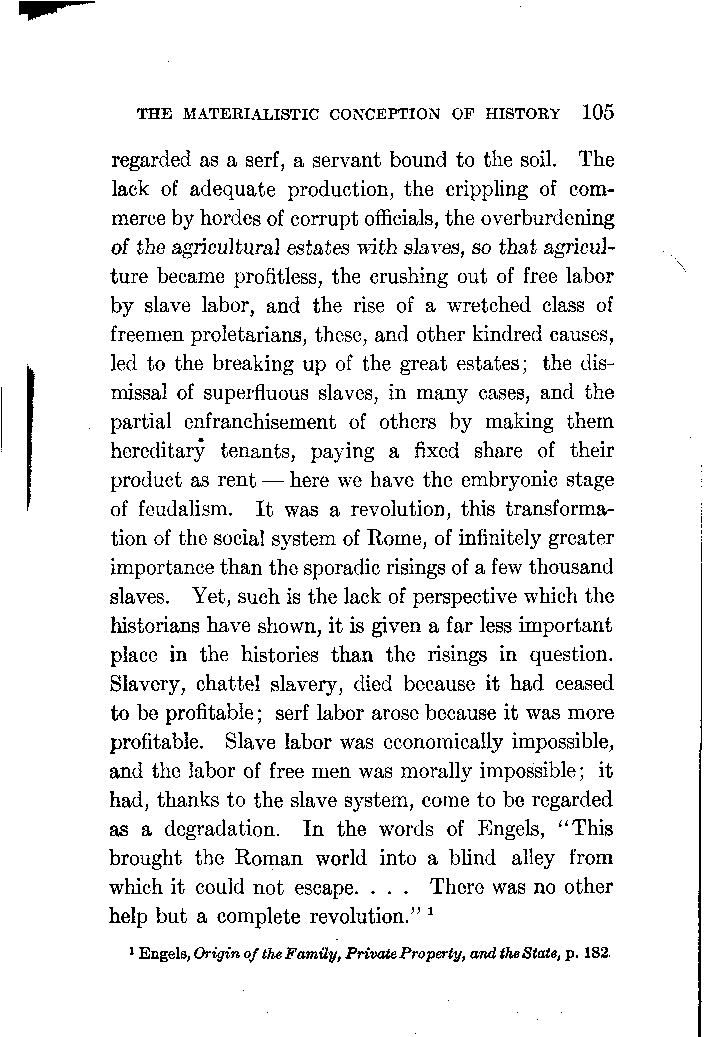 THE MATERIALISTIC CONCEPTION OF HISTORY 105
regarded as a serf, a servant bound to the soil. The
lack of adequate production, the crippling of com-
merce by hordes of corrupt officials, the overburdening
of the agricultural estates with slaves, so that agricul-
ture became profitless, the crushing out of free labor
by slave labor, and the rise of a wretched class of
freemen proletarians, these, and other kindred causes,
led to the breaking up of the great estates; the dis-
missal of superfluous slaves, in many cases, and the
partial enfranchisement of others by making them
hereditary tenants, paying a fixed share of their
product as rent — here we have the embryonic stage
of feudalism. It was a revolution, this transforma-
tion of the social system of Rome, of infinitely greater
importance than the sporadic risings of a few thousand
slaves. Yet, such is the lack of perspective which the
historians have shown, it is given a far less important
place in the histories than the risings in question.
Slavery, chattel slavery, died because it had ceased
to be profitable; serf labor arose because it was more
profitable. Slave labor was economically impossible,
and the labor of free men was morally impossible; it
had, thanks to the slave system, come to be regarded
as a degradation. In the words of Engels, “This
brought the Roman world into a blind alley from
which it could not escape. . . . There was no other
help but a complete revolution.” ¹
¹ Engels, Origin of the Family, Private Property, and the State, p. 182.